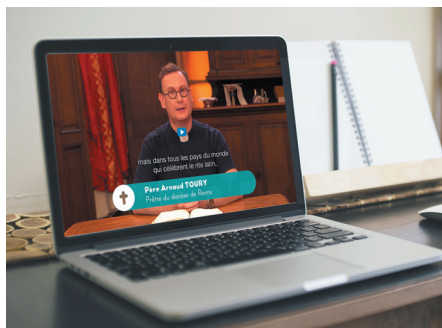 mais dans tous les pays du monde
qui célèbrent le rite latin.
Père Arnaud TOURY
Prêtre du diocèse de Reims